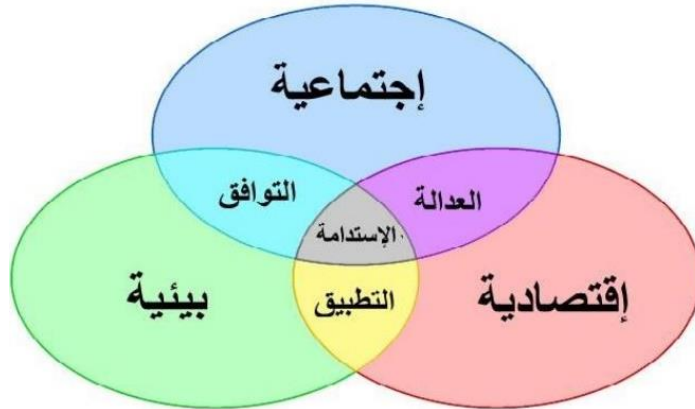 إجتماعية
التوافق
العدالة
الإستدامة
بيئية
التطبيق
إقتصادية